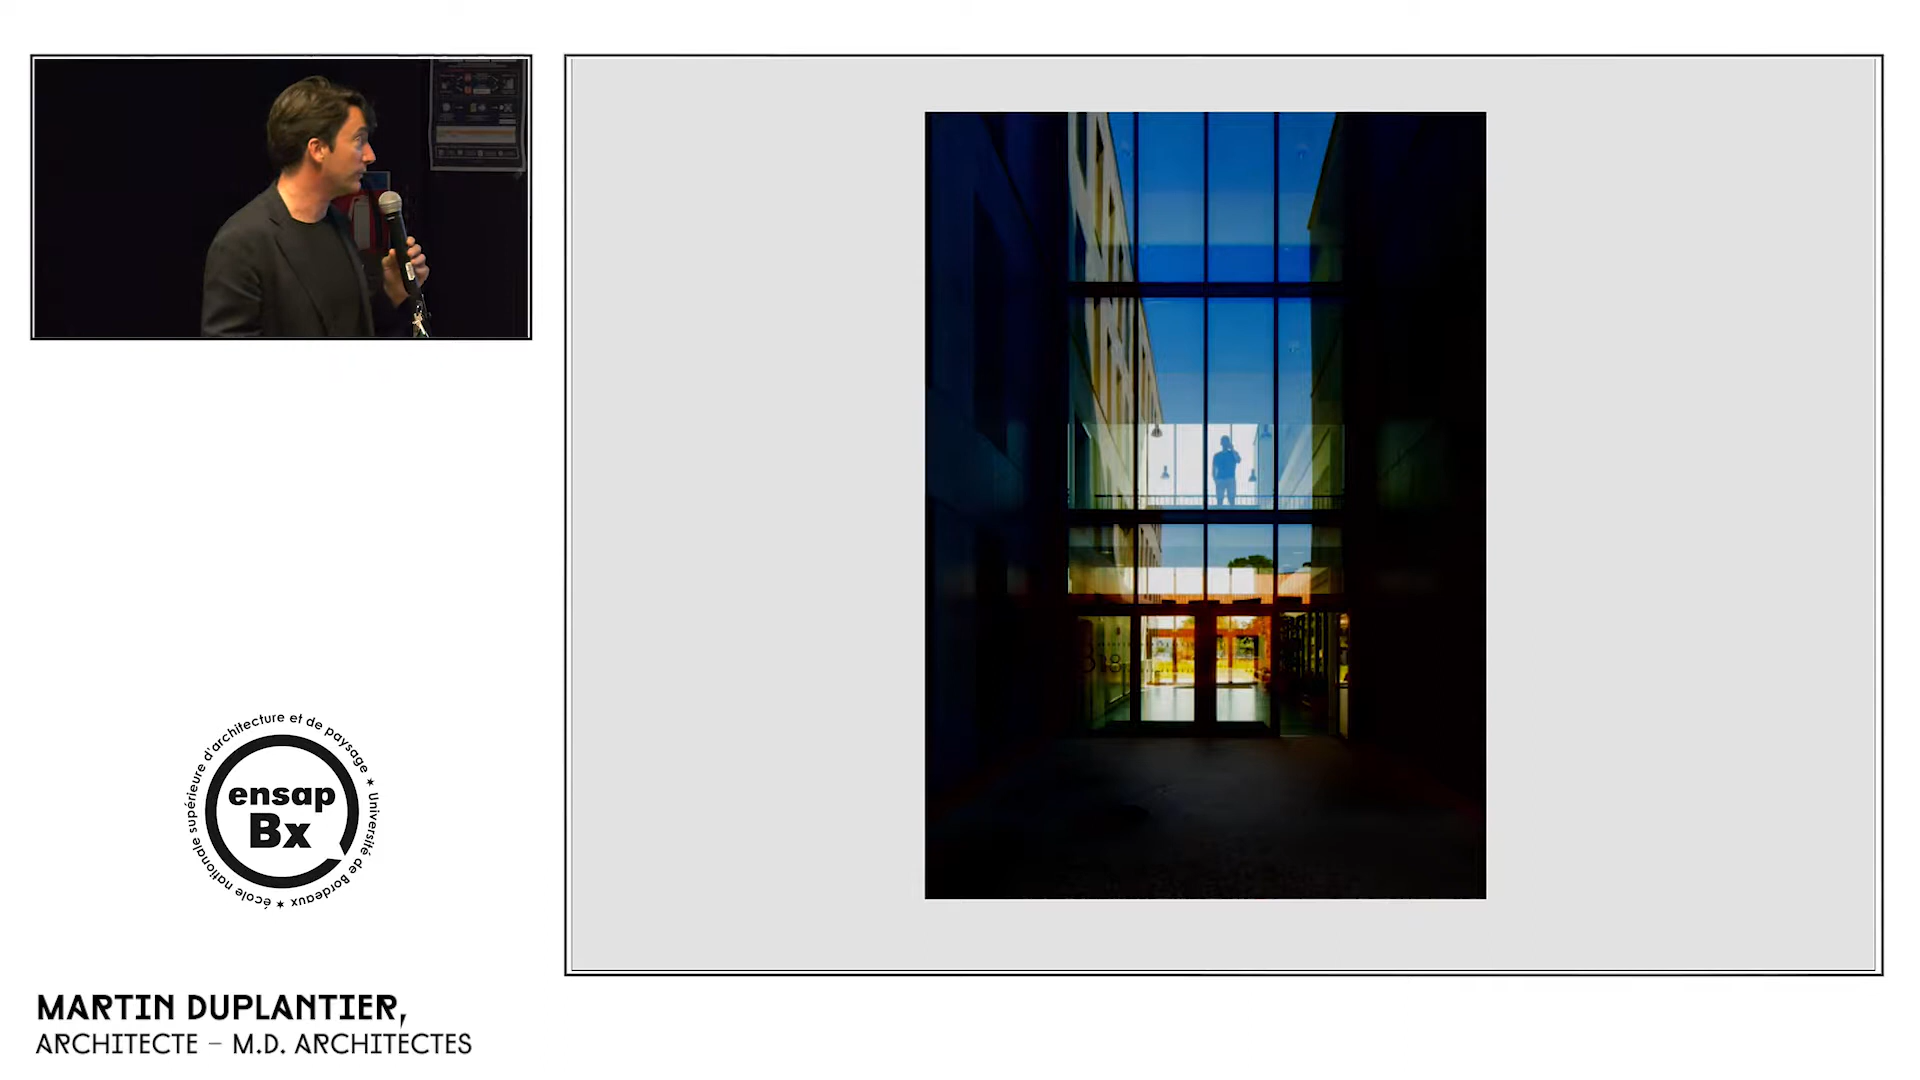 école nationale supérieure d'architecture et de paysage ★ Université de Bordeaux ★
ensap
Bx
MARTIN DUPLANTIER,
ARCHITECTE – M.D. ARCHITECTES